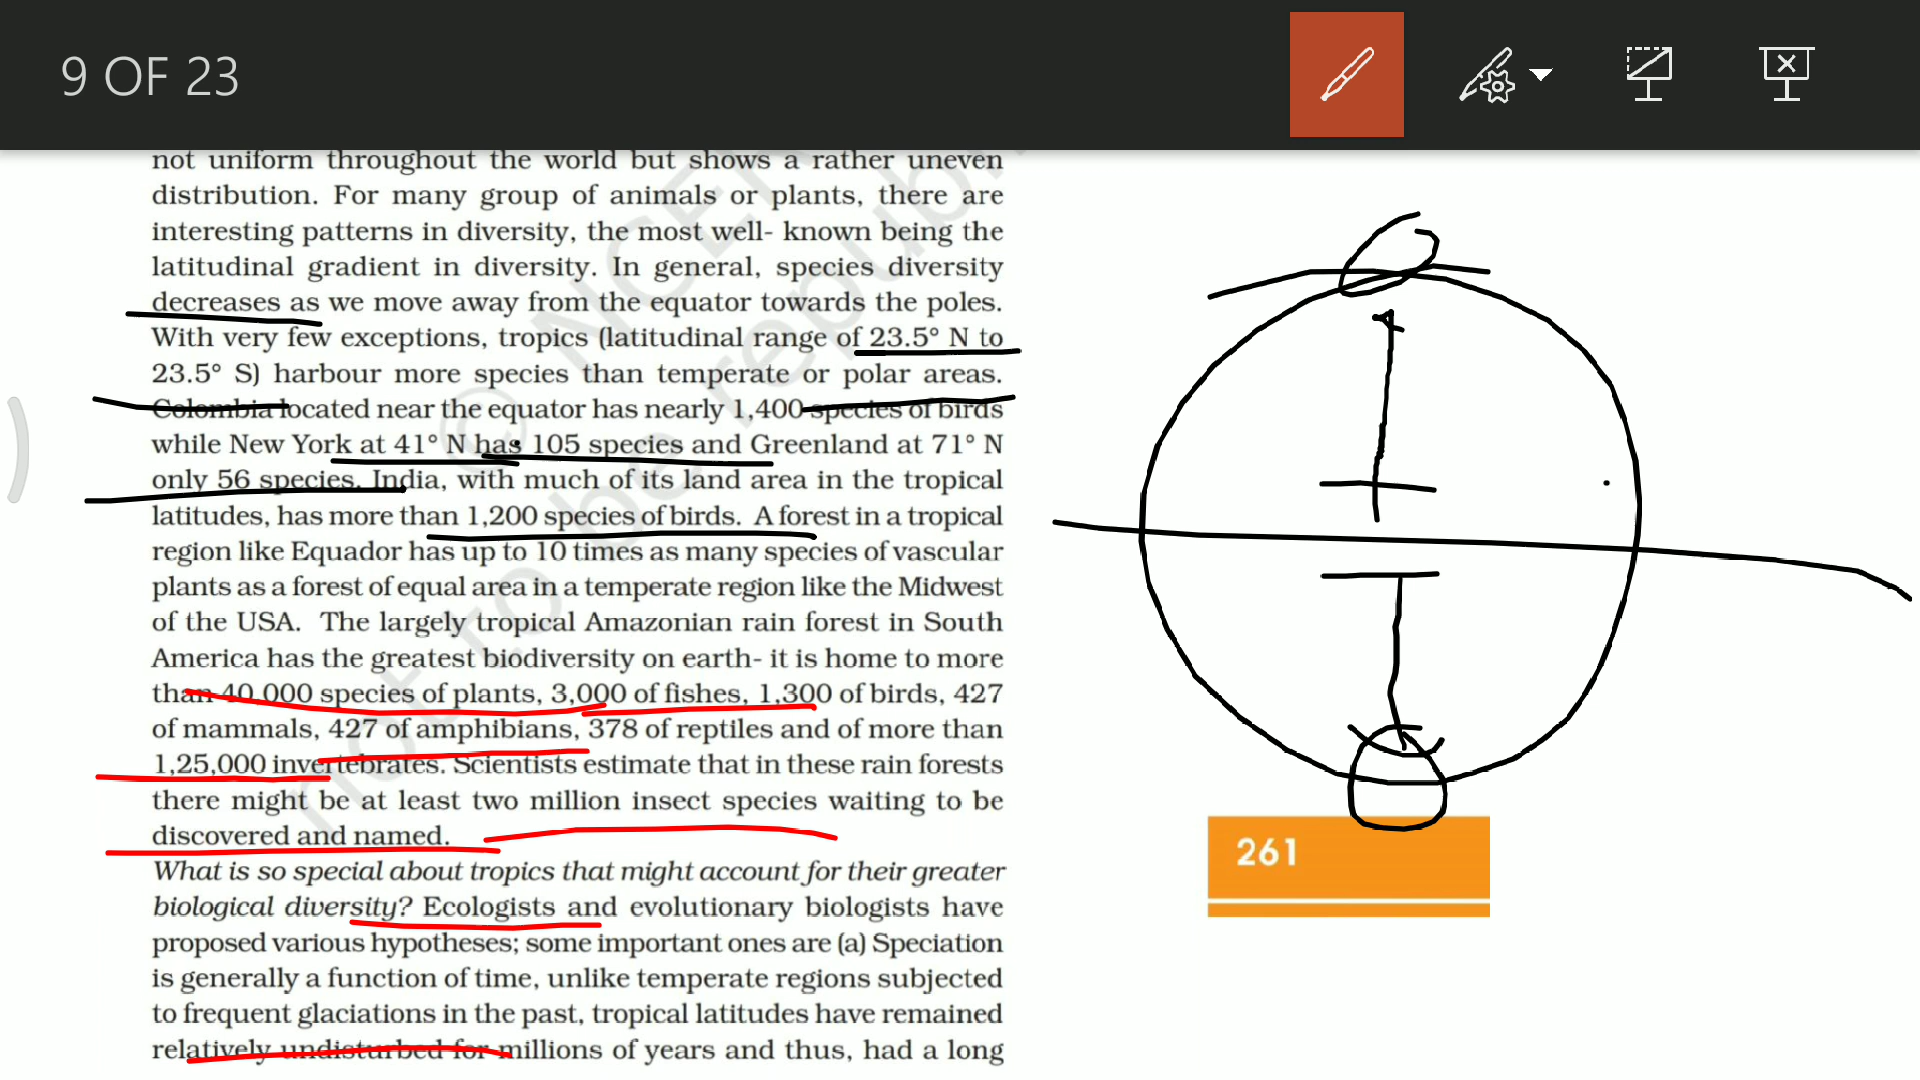 9 OF 23
not uniform throughout the world but shows a rather uneven
distribution. For many group of animals or plants, there are
interesting patterns in diversity, the most well- known being the
latitudinal gradient in diversity. In general, species diversity
decreases as we move away from the equator towards the poles.
With very few exceptions, tropics (latitudinal range of 23.5° N to
23.5° S) harbour more species than temperate or polar areas.
Colombia located near the equator has nearly 1,400 species of birds
while New York at 41° N has 105 species and Greenland at 71° N
only 56 species. India, with much of its land area in the tropical
latitudes, has more than 1,200 species of birds. A forest in a tropical
region like Equador has up to 10 times as many species of vascular
plants as a forest of equal area in a temperate region like the Midwest
of the USA. The largely tropical Amazonian rain forest in South
America has the greatest biodiversity on earth- it is home to more
than 40,000 species of plants, 3,000 of fishes, 1,300 of birds, 427
of mammals, 427 of amphibians, 378 of reptiles and of more than
1,25,000 invertebrates. Scientists estimate that in these rain forests
there might be at least two million insect species waiting to be
discovered and named.
What is so special about tropics that might account for their greater
biological diversity? Ecologists and evolutionary biologists have
proposed various hypotheses; some important ones are (a) Speciation
is generally a function of time, unlike temperate regions subjected
to frequent glaciations in the past, tropical latitudes have remained
relatively undisturbed for millions of years and thus, had a long
261
© NCER
not to be republi